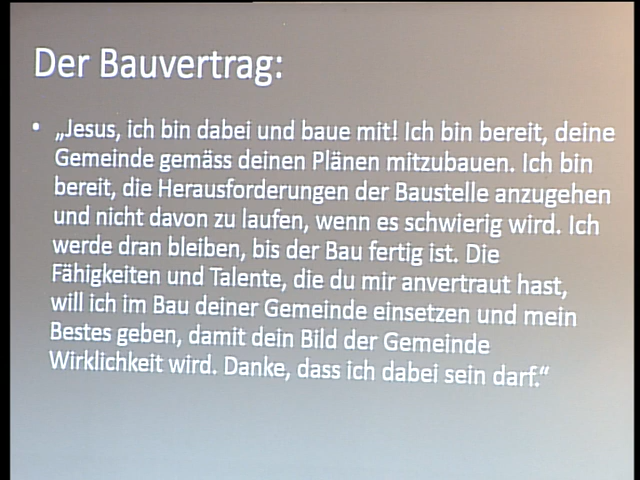 Der Bauvertrag:
• „Jesus, ich bin dabei und baue mit! Ich bin bereit, deine
Gemeinde gemäss deinen Plänen mitzubauen. Ich bin
bereit, die Herausforderungen der Baustelle anzugehen
und nicht davon zu laufen, wenn es schwierig wird. Ich
werde dran bleiben, bis der Bau fertig ist. Die
Fähigkeiten und Talente, die du mir anvertraut hast,
will ich im Bau deiner Gemeinde einsetzen und mein
Bestes geben, damit dein Bild der Gemeinde
Wirklichkeit wird. Danke, dass ich dabei sein darf.“